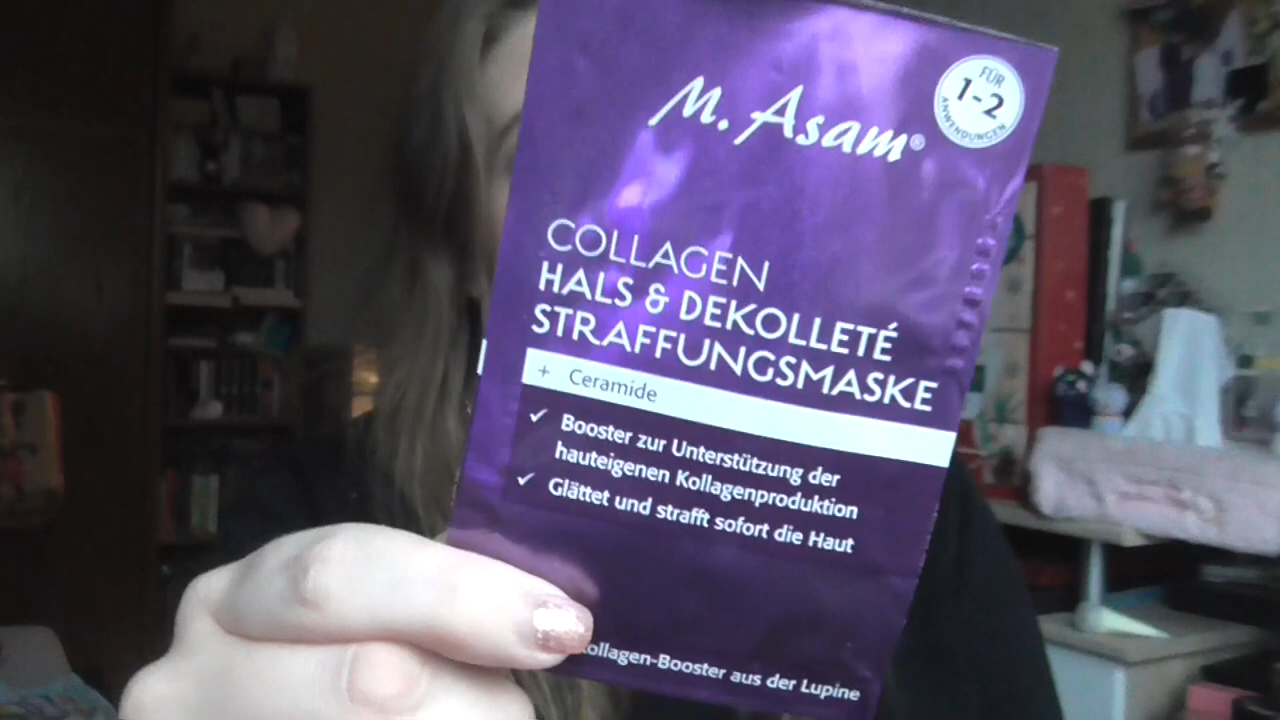 M. Asam®
FÜR
1-2
ANWENDUNGEN
COLLAGEN
HALS & DEKOLLETÉ
STRAFFUNGSMASKE
+ Ceramide
✓ Booster zur Unterstützung der
hauteigenen Kollagenproduktion
✓ Glättet und strafft sofort die Haut
ollagen-Booster aus der Lupine